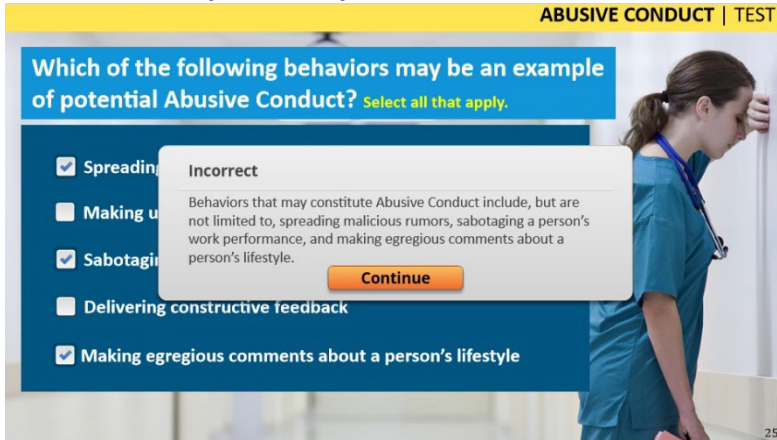 ABUSIVE CONDUCT | TEST
Which of the following behaviors may be an example
of potential Abusive Conduct? Select all that apply.
Spreading
Incorrect
Behaviors that may constitute Abusive Conduct include, but are
not limited to, spreading malicious rumors, sabotaging a person's
work performance, and making egregious comments about a
person's lifestyle.
Making u
Sabotagin
Continue
Delivering constructive feedback
Making egregious comments about a person's lifestyle
25